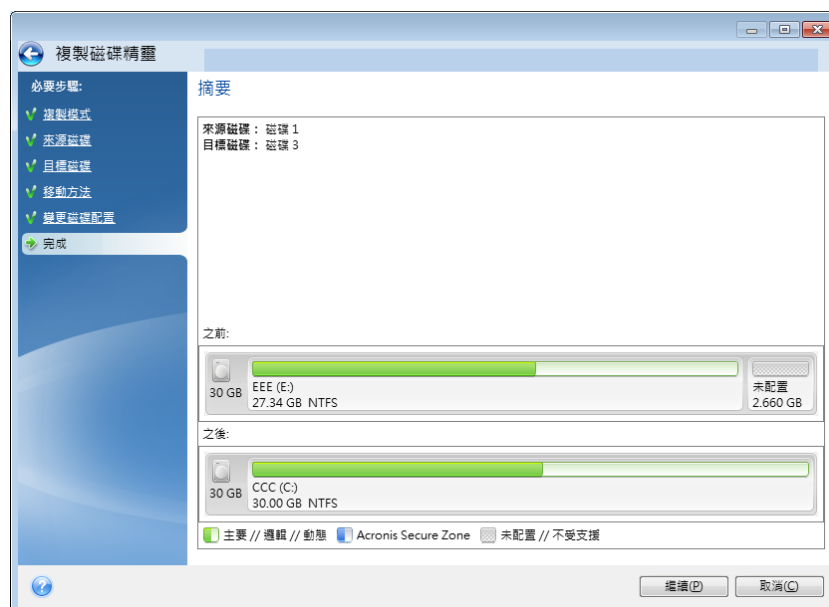 複製磁碟精靈
必要步驟:
複製模式
來源磁碟
目標磁碟
移動方法
變更磁碟配置
完成
摘要
來源磁碟： 磁碟 1
目標磁碟： 磁碟 3
之前:
30 GB
EEE (E:)
27.34 GB NTFS
未配置
2.660 GB
之後:
30 GB
CCC (C:)
30.00 GB NTFS
主要 // 邏輯 // 動態 Acronis Secure Zone 未配置 // 不受支援
繼續(P) 取消(C)